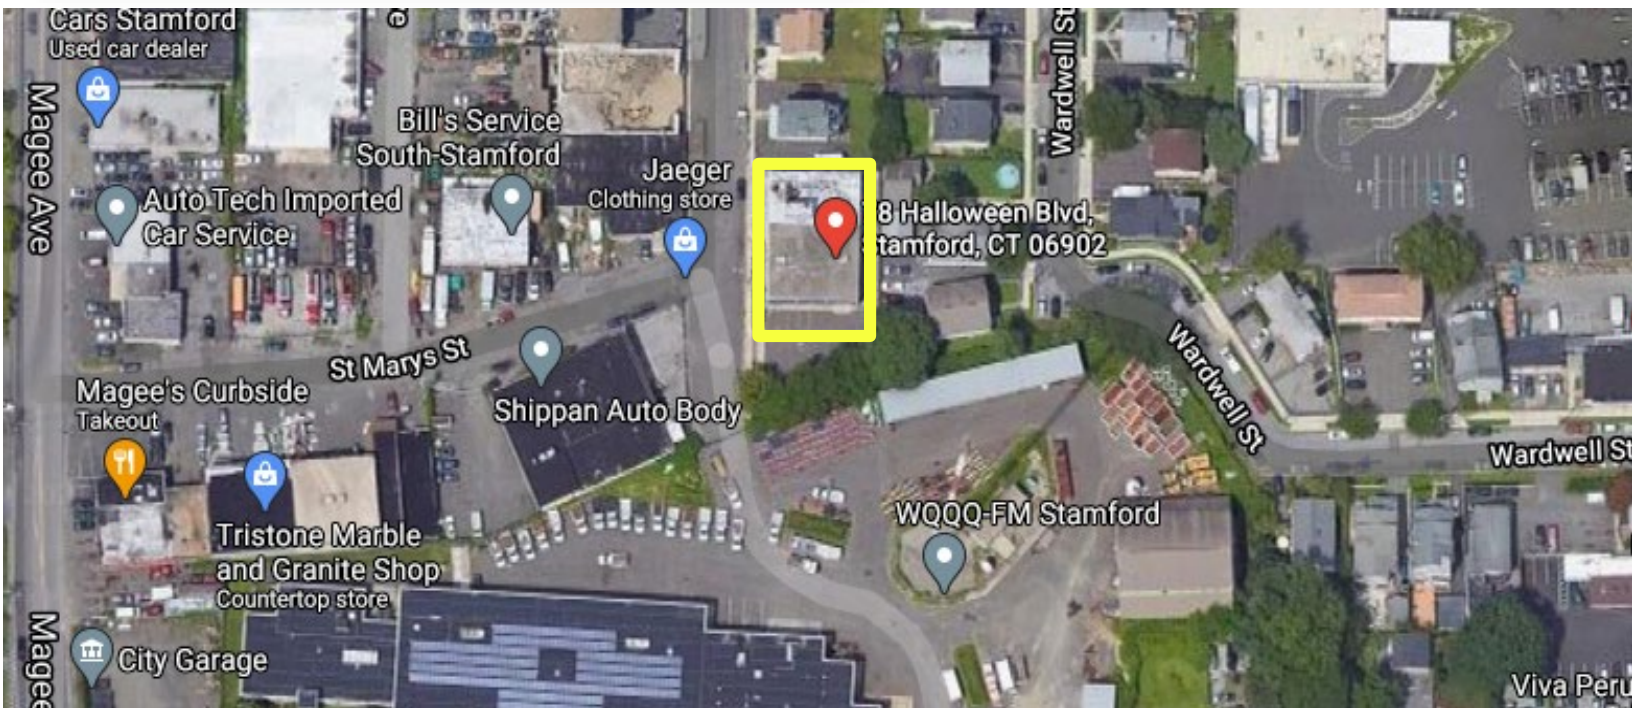 Cars Stamford
Used car dealer
Magee Ave
Bill's Service
South-Stamford
Auto Tech Imported
Car Service
Jaeger
Clothing store
Wardwell St
8 Halloween Blvd,
Stamford, CT 06902
St Marys St
Magee's Curbside
Takeout
Shippan Auto Body
Wardwell St
Wardwell St
WQQQ-FM Stamford
Tristone Marble
and Granite Shop
Countertop store
City Garage
Magee
Viva Peru